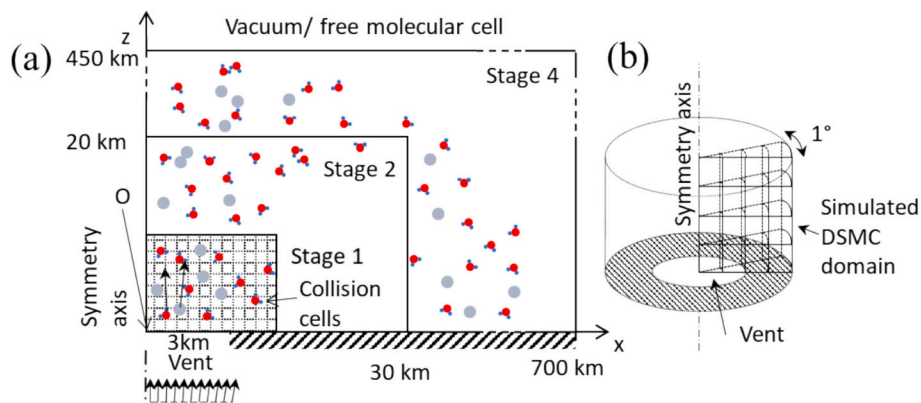 (a)
z
Vacuum/ free molecular cell
450 km
Stage 4
20 km
Stage 2
O
Symmetry
axis
Stage 1
Collision
cells
x
3km
Vent
30 km
700 km
(b)
Symmetry axis
1°
Simulated
DSMC
domain
Vent